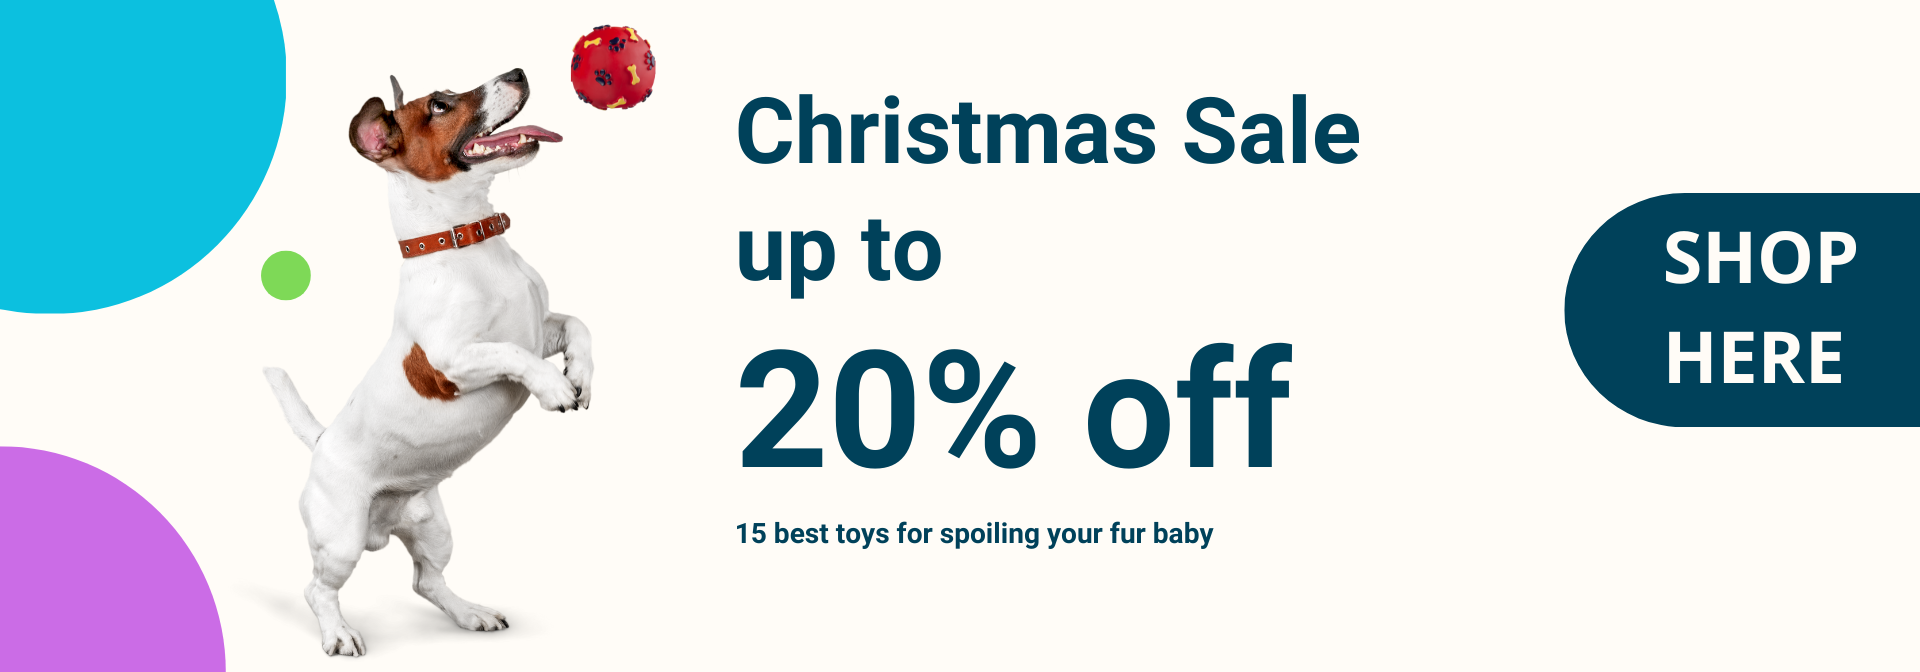 Christmas Sale
up to
20% off
15 best toys for spoiling your fur baby
SHOP
HERE